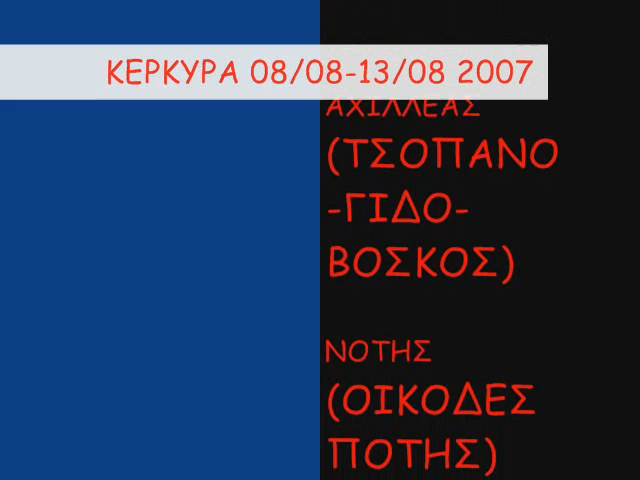 ΚΕΡΚΥΡΑ 08/08-13/08 2007
ΑΧΙΛΛΕΑΣ
(ΤΣΟΠΑΝΟ
-ΓΙΔΟ-
ΒΟΣΚΟΣ)
ΝΟΤΗΣ
(ΟΙΚΟΔΕΣ
ΠΟΤΗΣ)